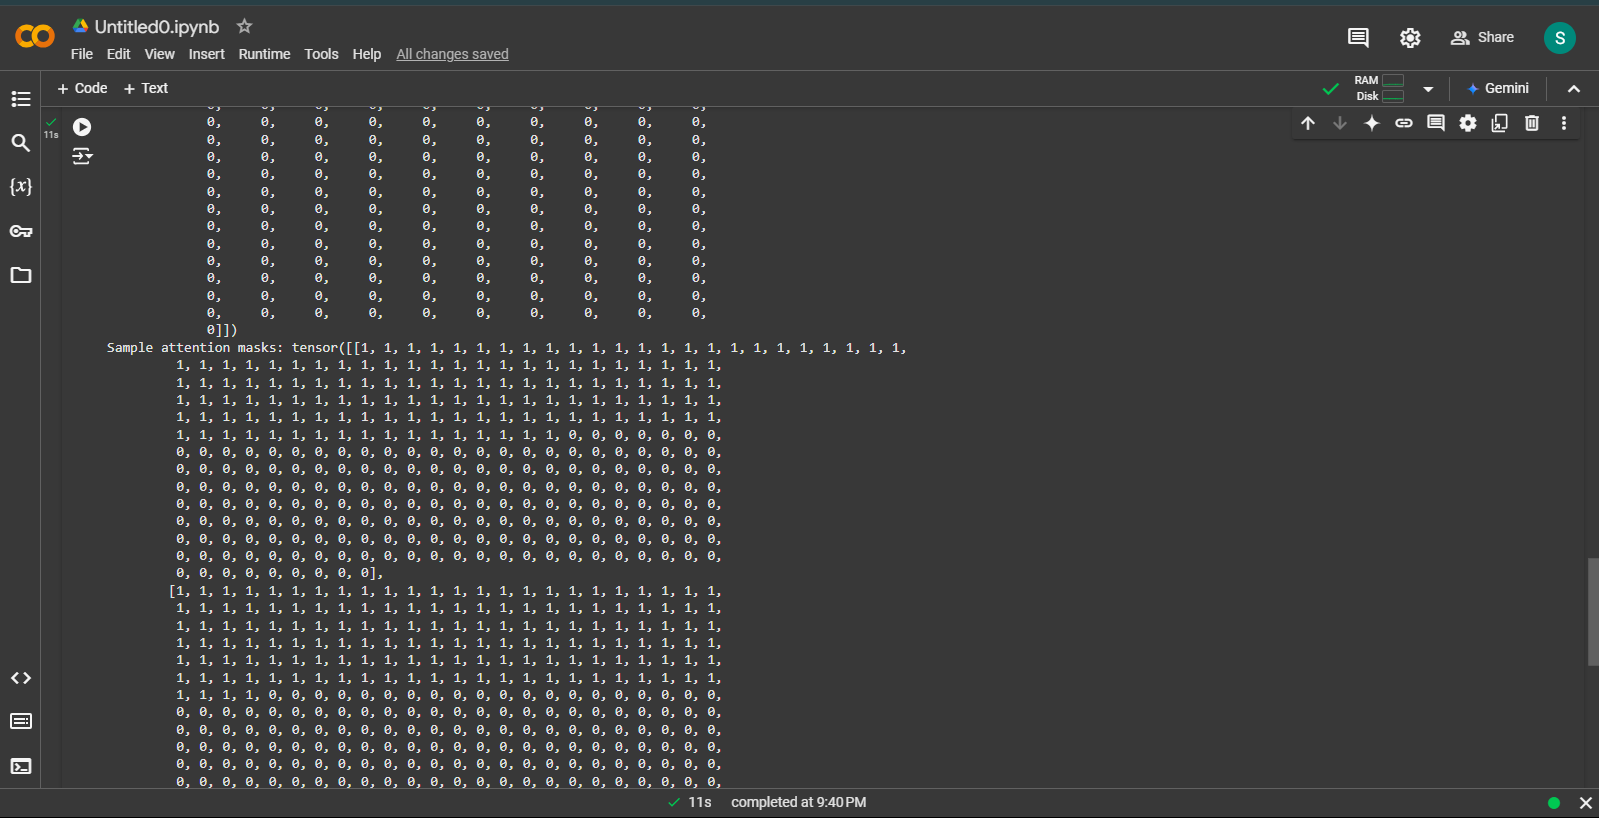 Untitled0.ipynb
File Edit View Insert Runtime Tools Help All changes saved
Share
S
+ Code + Text
RAM
Disk
Gemini
11s
{x}
0, 0, 0, 0, 0, 0, 0, 0, 0, 0,
0, 0, 0, 0, 0, 0, 0, 0, 0, 0,
0, 0, 0, 0, 0, 0, 0, 0, 0, 0,
0, 0, 0, 0, 0, 0, 0, 0, 0, 0,
0, 0, 0, 0, 0, 0, 0, 0, 0, 0,
0, 0, 0, 0, 0, 0, 0, 0, 0, 0,
0, 0, 0, 0, 0, 0, 0, 0, 0, 0,
0, 0, 0, 0, 0, 0, 0, 0, 0, 0,
0, 0, 0, 0, 0, 0, 0, 0, 0, 0,
0, 0, 0, 0, 0, 0, 0, 0, 0, 0,
0, 0, 0, 0, 0, 0, 0, 0, 0, 0,
0, 0, 0, 0, 0, 0, 0, 0, 0, 0,
0]])
Sample attention masks: tensor([[1, 1, 1, 1, 1, 1, 1, 1, 1, 1, 1, 1, 1, 1, 1, 1, 1, 1, 1, 1, 1, 1, 1, 1,
1, 1, 1, 1, 1, 1, 1, 1, 1, 1, 1, 1, 1, 1, 1, 1, 1, 1, 1, 1, 1, 1, 1, 1,
1, 1, 1, 1, 1, 1, 1, 1, 1, 1, 1, 1, 1, 1, 1, 1, 1, 1, 1, 1, 1, 1, 1, 1,
1, 1, 1, 1, 1, 1, 1, 1, 1, 1, 1, 1, 1, 1, 1, 1, 1, 1, 1, 1, 1, 1, 1, 1,
1, 1, 1, 1, 1, 1, 1, 1, 1, 1, 1, 1, 1, 1, 1, 1, 1, 1, 1, 1, 1, 1, 1, 1,
1, 1, 1, 1, 1, 1, 1, 1, 1, 1, 1, 1, 1, 1, 1, 1, 1, 0, 0, 0, 0, 0, 0, 0,
0, 0, 0, 0, 0, 0, 0, 0, 0, 0, 0, 0, 0, 0, 0, 0, 0, 0, 0, 0, 0, 0, 0, 0,
0, 0, 0, 0, 0, 0, 0, 0, 0, 0, 0, 0, 0, 0, 0, 0, 0, 0, 0, 0, 0, 0, 0, 0,
0, 0, 0, 0, 0, 0, 0, 0, 0, 0, 0, 0, 0, 0, 0, 0, 0, 0, 0, 0, 0, 0, 0, 0,
0, 0, 0, 0, 0, 0, 0, 0, 0, 0, 0, 0, 0, 0, 0, 0, 0, 0, 0, 0, 0, 0, 0, 0,
0, 0, 0, 0, 0, 0, 0, 0, 0, 0, 0, 0, 0, 0, 0, 0, 0, 0, 0, 0, 0, 0, 0, 0,
0, 0, 0, 0, 0, 0, 0, 0, 0, 0, 0, 0, 0, 0, 0, 0, 0, 0, 0, 0, 0, 0, 0, 0,
0, 0, 0, 0, 0, 0, 0, 0, 0, 0, 0, 0, 0, 0, 0, 0, 0, 0, 0, 0, 0, 0, 0, 0,
0, 0, 0, 0, 0, 0, 0, 0, 0],
[1, 1, 1, 1, 1, 1, 1, 1, 1, 1, 1, 1, 1, 1, 1, 1, 1, 1, 1, 1, 1, 1, 1, 1,
1, 1, 1, 1, 1, 1, 1, 1, 1, 1, 1, 1, 1, 1, 1, 1, 1, 1, 1, 1, 1, 1, 1, 1,
1, 1, 1, 1, 1, 1, 1, 1, 1, 1, 1, 1, 1, 1, 1, 1, 1, 1, 1, 1, 1, 1, 1, 1,
1, 1, 1, 1, 1, 1, 1, 1, 1, 1, 1, 1, 1, 1, 1, 1, 1, 1, 1, 1, 1, 1, 1, 1,
1, 1, 1, 1, 1, 1, 1, 1, 1, 1, 1, 1, 1, 1, 1, 1, 1, 1, 1, 1, 1, 1, 1, 1,
1, 1, 1, 1, 1, 1, 1, 1, 1, 1, 1, 1, 1, 1, 1, 1, 1, 1, 1, 1, 1, 1, 1, 1,
1, 1, 1, 1, 0, 0, 0, 0, 0, 0, 0, 0, 0, 0, 0, 0, 0, 0, 0, 0, 0, 0, 0, 0,
0, 0, 0, 0, 0, 0, 0, 0, 0, 0, 0, 0, 0, 0, 0, 0, 0, 0, 0, 0, 0, 0, 0, 0,
0, 0, 0, 0, 0, 0, 0, 0, 0, 0, 0, 0, 0, 0, 0, 0, 0, 0, 0, 0, 0, 0, 0, 0,
0, 0, 0, 0, 0, 0, 0, 0, 0, 0, 0, 0, 0, 0, 0, 0, 0, 0, 0, 0, 0, 0, 0, 0,
0, 0, 0, 0, 0, 0, 0, 0, 0, 0, 0, 0, 0, 0, 0, 0, 0, 0, 0, 0, 0, 0, 0, 0,
0, 0, 0, 0, 0, 0, 0, 0, 0, 0, 0, 0, 0, 0, 0, 0, 0, 0, 0, 0, 0, 0, 0, 0,
11s completed at 9:40 PM